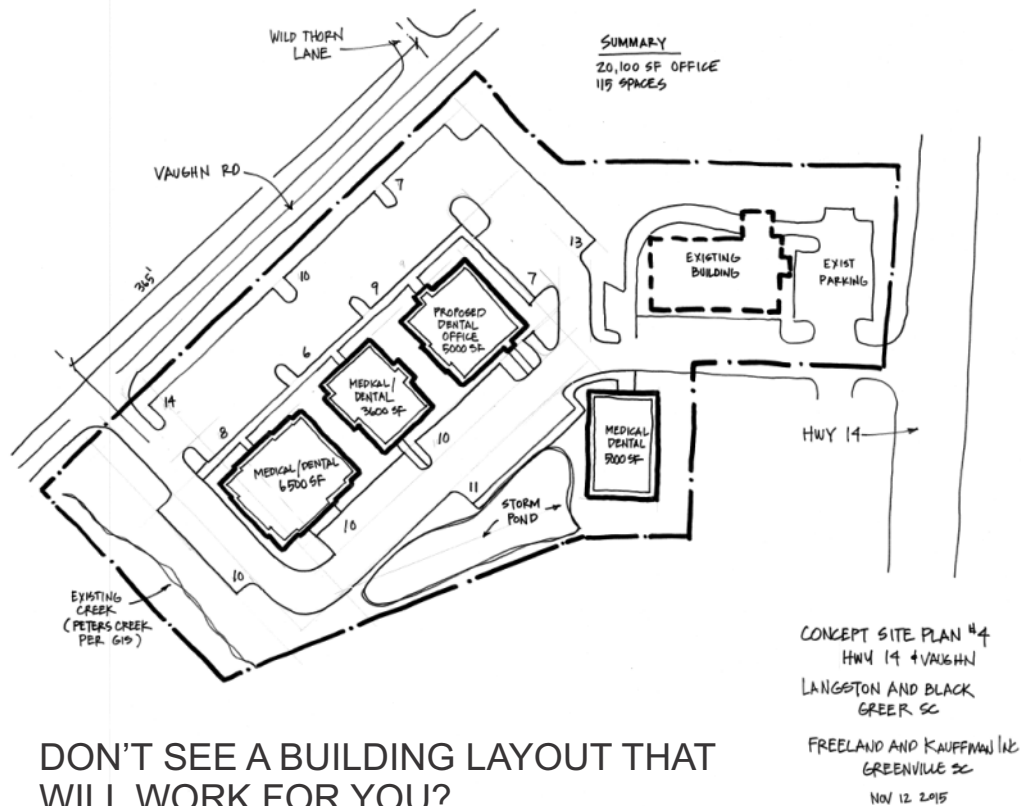 WILD THORN
LANE
SUMMARY
20,100 SF OFFICE
115 SPACES
VAUGHN RD
365'
7
10
9
6
14
8
13
7
PROPOSED
DENTAL
OFFICE
5000 SF
MEDICAL/
DENTAL
3600 SF
MEDICAL/DENTAL
6500 SF
10
10
10
11
EXISTING
BUILDING
EXIST
PARKING
MEDICAL
DENTAL
5000 SF
HWY 14
STORM
POND
EXISTING
CREEK
(PETERS CREEK
PER GIS)
CONCEPT SITE PLAN #4
HWY 14 & VAUGHN
LANGSTON AND BLACK
GREER SC
FREELAND AND KAUFFMAN INC
GREENVILLE SC
NOV 12 2015
DON'T SEE A BUILDING LAYOUT THAT
WILL WORK FOR YOU?